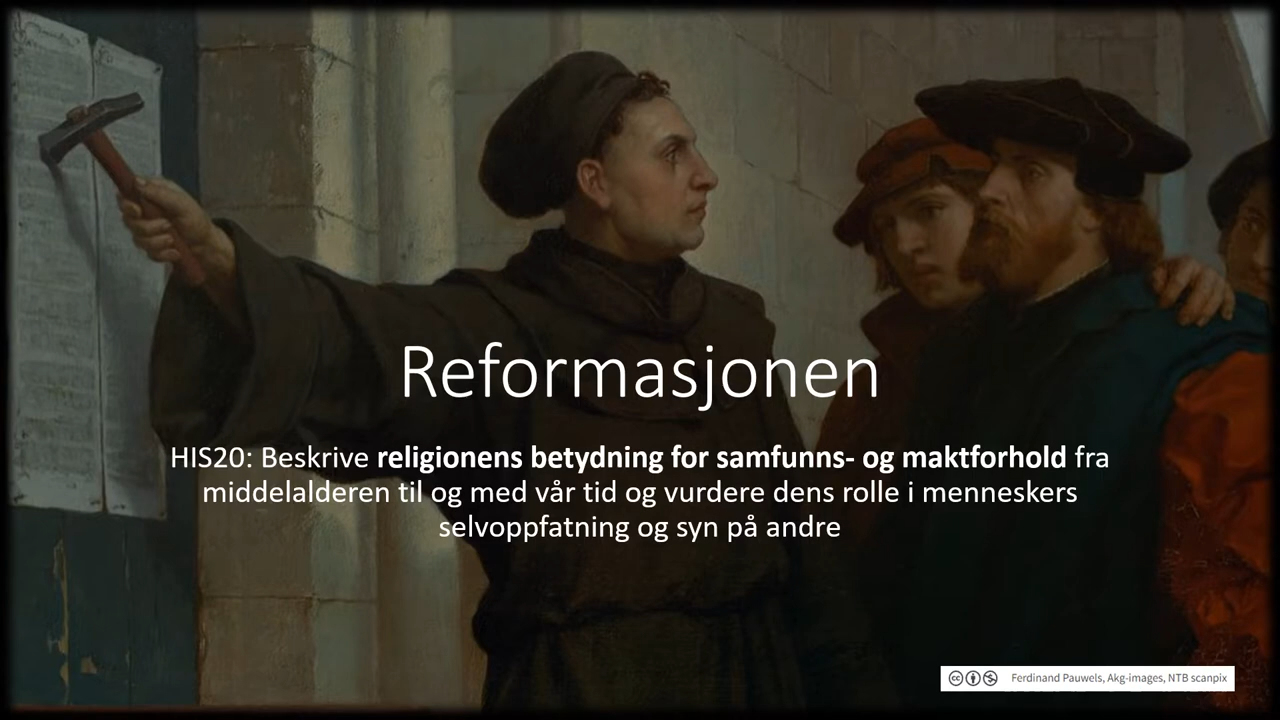 Reformasjonen
HIS20: Beskrive religionens betydning for samfunns- og maktforhold fra
middelalderen til og med vår tid og vurdere dens rolle i menneskers
selvoppfatning og syn på andre
Ferdinand Pauwels, Akg-images, NTB scanpix